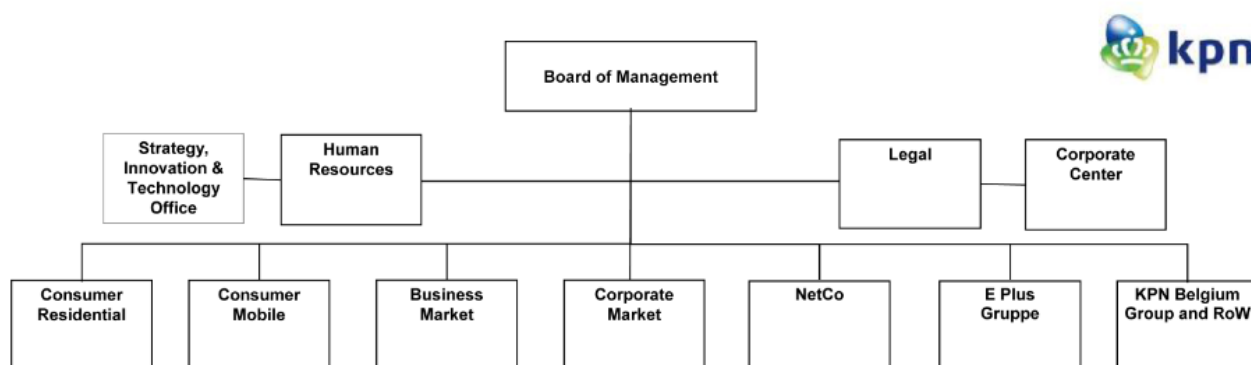 kpn
Board of Management
Strategy,
Innovation &
Technology
Office
Human
Resources
Legal
Corporate
Center
Consumer
Residential
Consumer
Mobile
Business
Market
Corporate
Market
NetCo
E Plus
Gruppe
KPN Belgium
Group and RoW